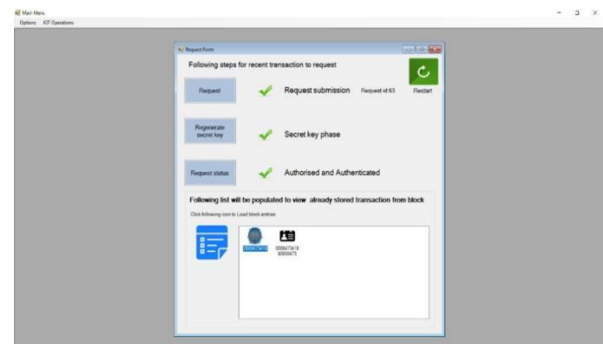 Main Menu
Options IOT Operations
Request Form
Following steps for recent transaction to request
Request
Request submission
Request id:63
Restart
Regenerate
secret key
Secret key phase
Request status
Authorised and Authenticated
Following list will be populated to view already stored transaction from block
Click following icon to Load block entries